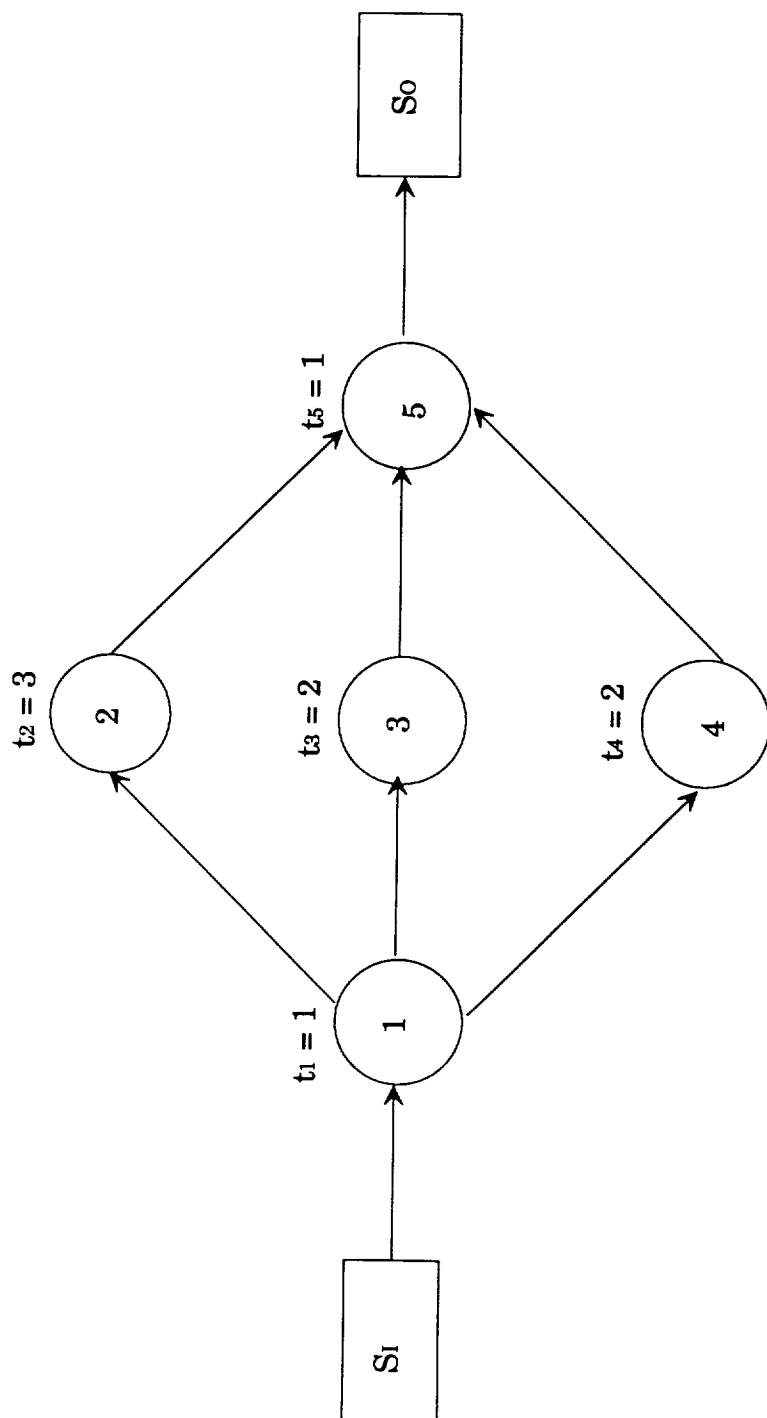 SI
t1 = 1
1
t2 = 3
2
t3 = 2
3
t4 = 2
4
t5 = 1
5
SO